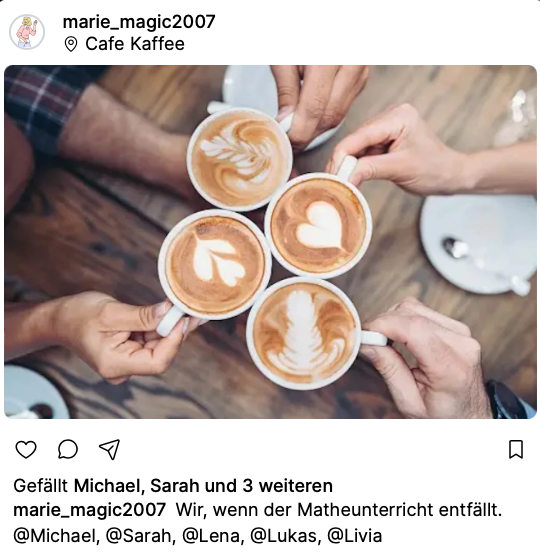 marie_magic2007
Cafe Kaffee
Gefällt Michael, Sarah und 3 weiteren
marie_magic2007 Wir, wenn der Matheunterricht entfällt.
@Michael, @Sarah, @Lena, @Lukas, @Livia